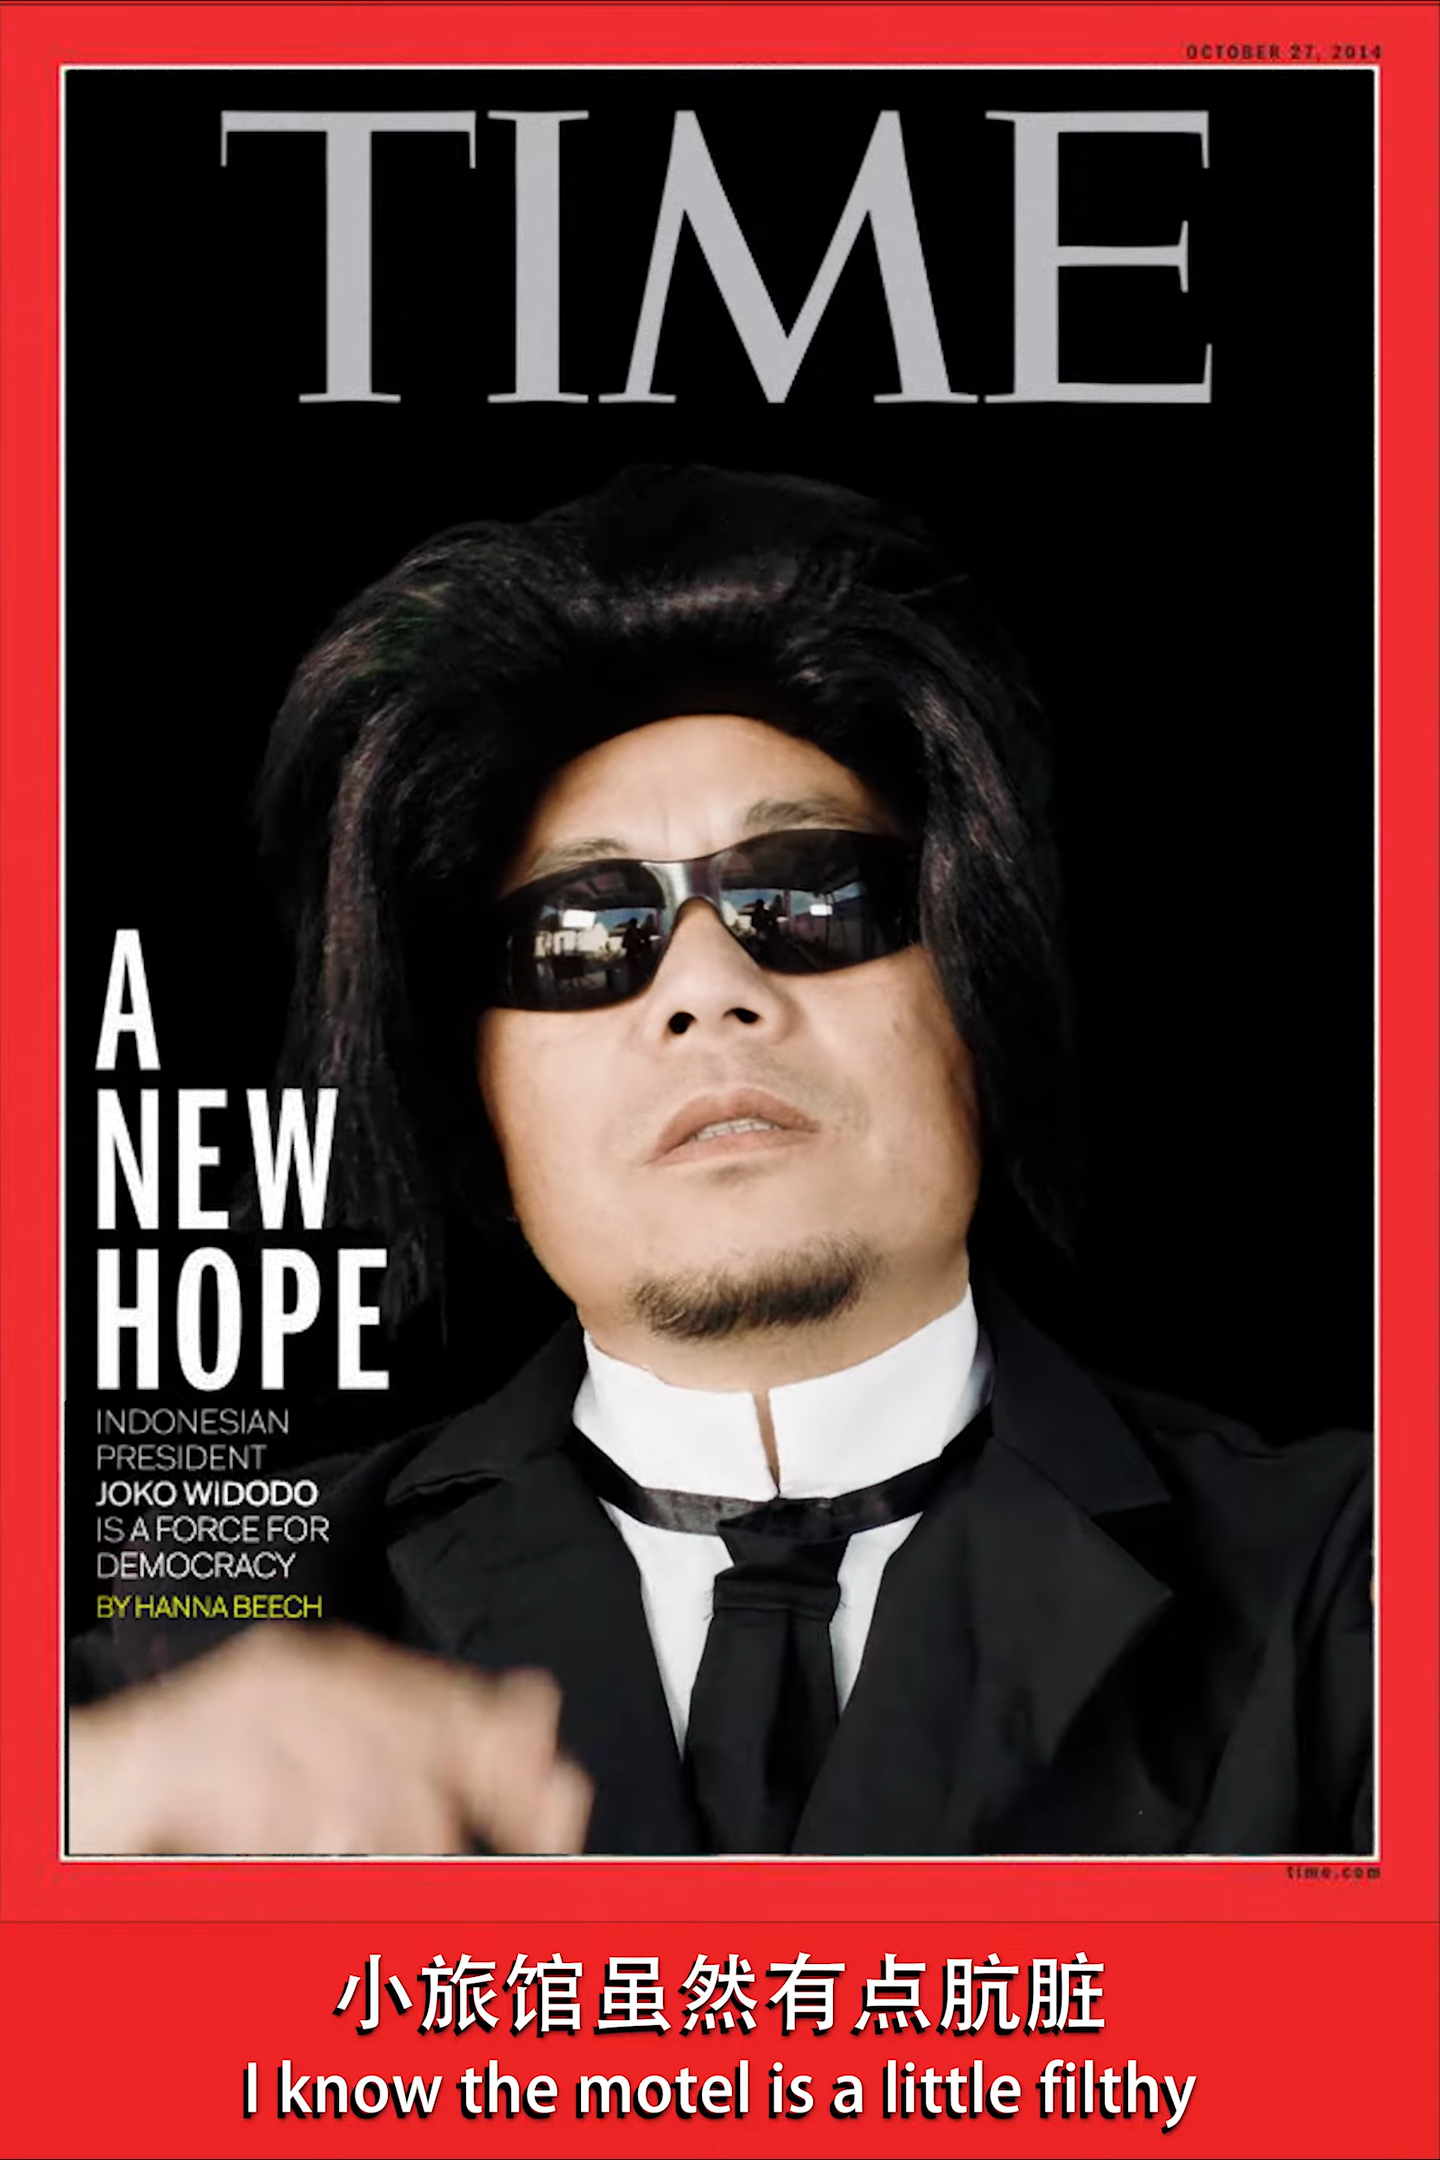 OCTOBER 27, 2014
TIME
A
NEW
HOPE
INDONESIAN
PRESIDENT
JOKO WIDODO
IS A FORCE FOR
DEMOCRACY
BY HANNA BEECH
time.com
小旅馆虽然有点肮脏
I know the motel is a little filthy